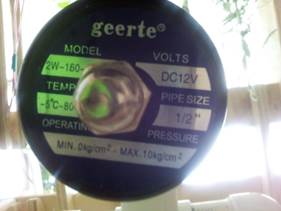 geerte®
MODEL VOLTS
2W-160- DC12V
TEMP PIPE SIZE
-5℃-80 1/2"
OPERATING PRESSURE
MIN. 0kg/cm² - MAX. 10kg/cm²